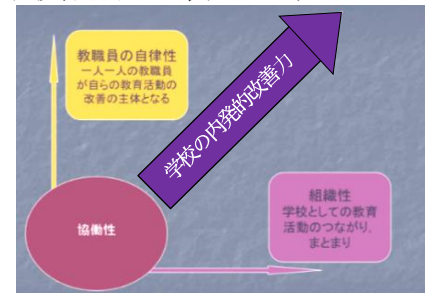 教職員の自律性
一人一人の教職員
が自らの教育活動の
改善の主体となる
学校の内発的改善力
協働性
組織性
学校としての教育
活動のつながり,
まとまり